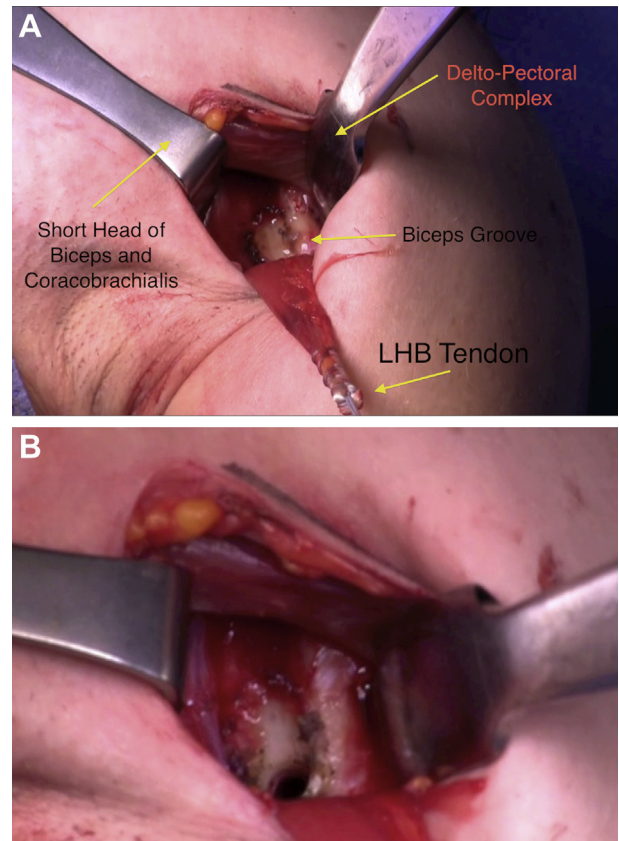 A
Delto-Pectoral
Complex
Short Head of
Biceps and
Coracobrachialis
Biceps Groove
LHB Tendon
B